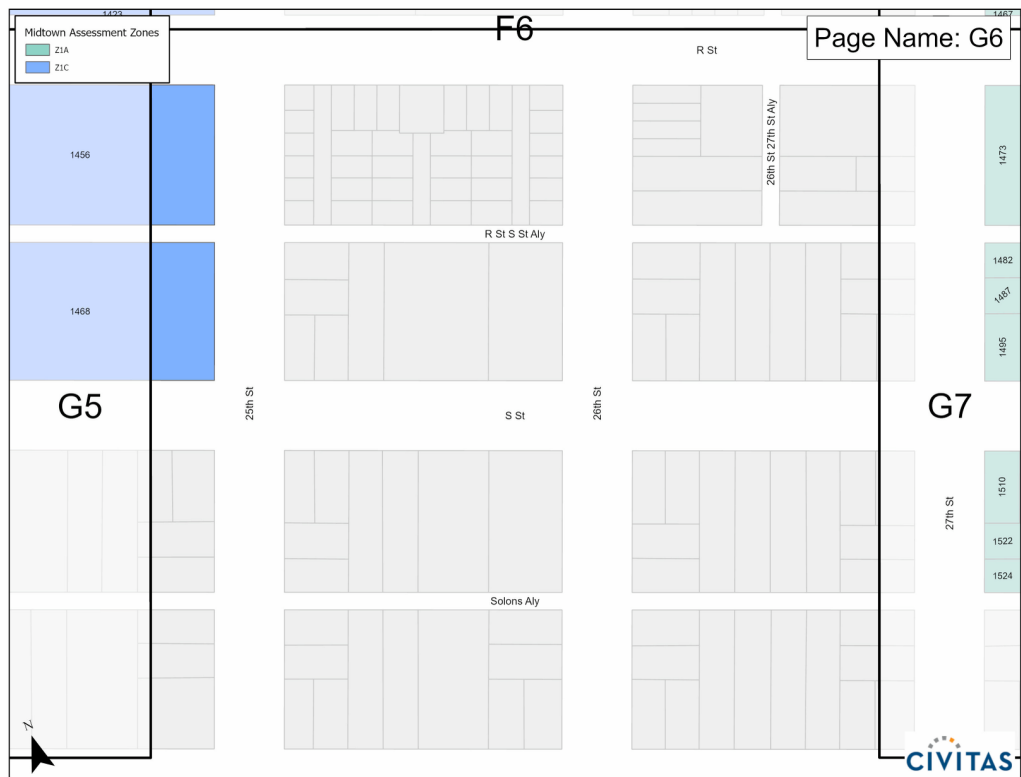 1423
F6
1467
Midtown Assessment Zones
Z1A
Z1C
R St
Page Name: G6
1456
26th St 27th St Aly
1473
R St S St Aly
1482
1487
1468
1495
G5
25th St
S St
26th St
G7
1510
27th St
1522
1524
Solons Aly
N
CIVITAS